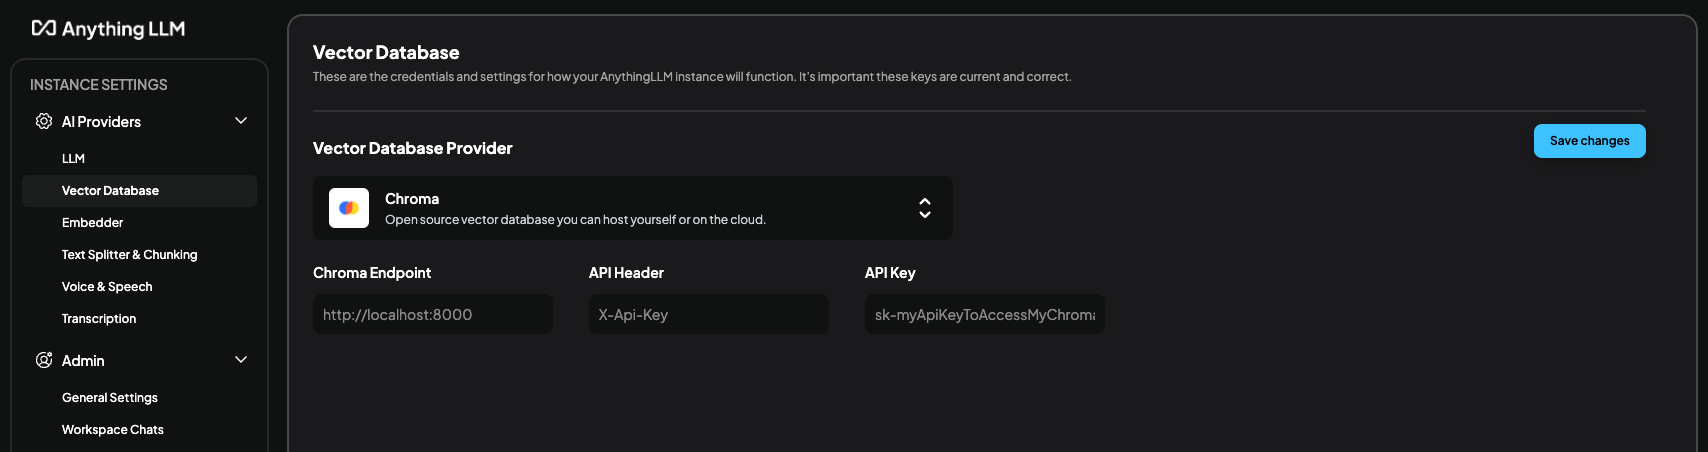 Anything LLM
INSTANCE SETTINGS
AI Providers
LLM
Vector Database
Embedder
Text Splitter & Chunking
Voice & Speech
Transcription
Admin
General Settings
Workspace Chats
Vector Database
These are the credentials and settings for how your AnythingLLM instance will function. It's important these keys are current and correct.
Save changes
Vector Database Provider
Chroma
Open source vector database you can host yourself or on the cloud.
Chroma Endpoint
http://localhost:8000
API Header
X-Api-Key
API Key
sk-myApiKeyToAccessMyChroma